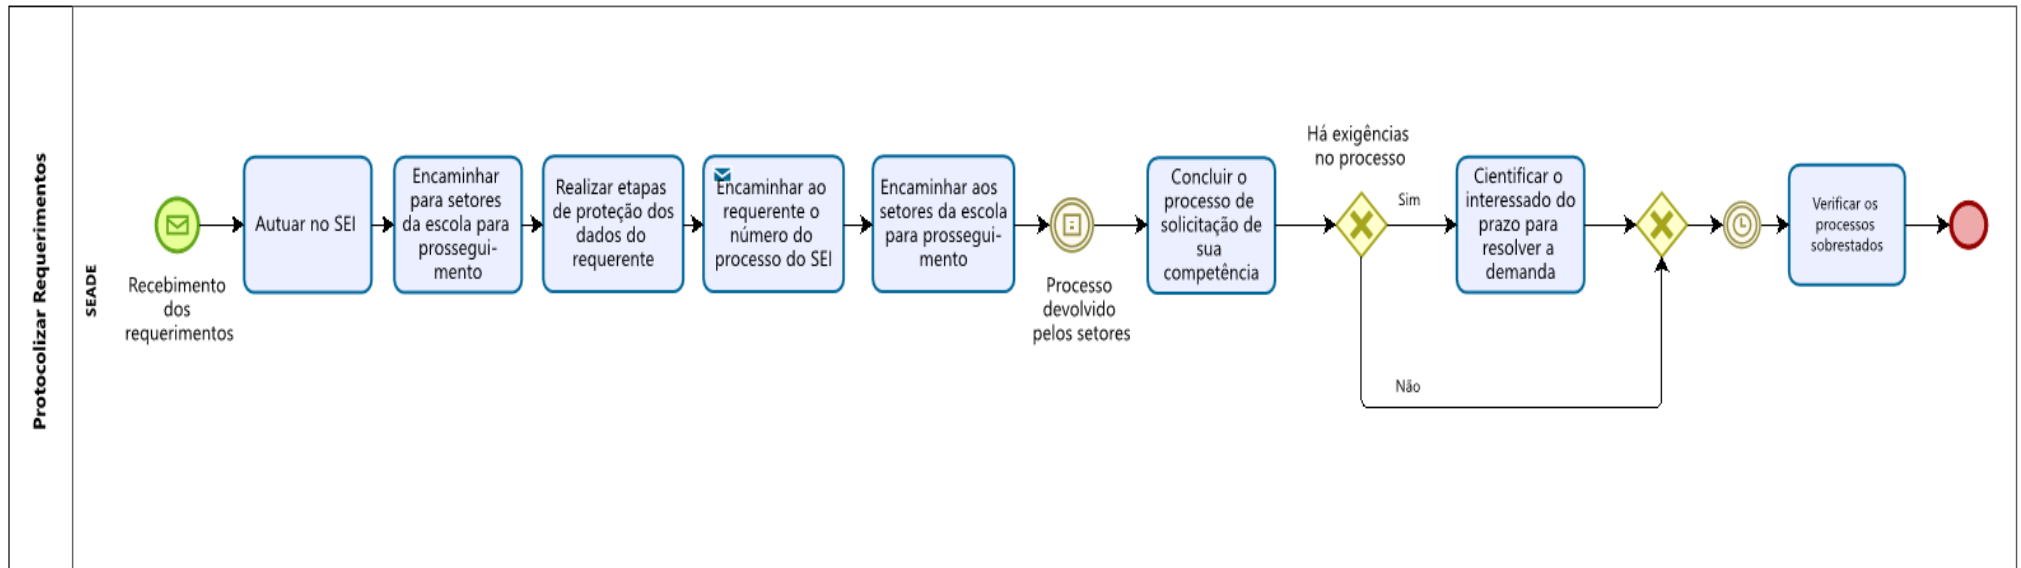 Protocolizar Requerimentos
SEADE
Recebimento
dos
requerimentos
Autuar no SEI
Encaminhar
para setores
da escola para
prossegui-
mento
Realizar etapas
de proteção dos
dados do
requerente
Encaminhar ao
requerente o
número do
processo do SEI
Encaminhar aos
setores da escola
para prossegui-
mento
Processo
devolvido
pelos setores
Concluir o
processo de
solicitação de
sua
competência
Há exigências
no processo
Sim
Não
Cientificar o
interessado do
prazo para
resolver a
demanda
Verificar os
processos
sobrestados